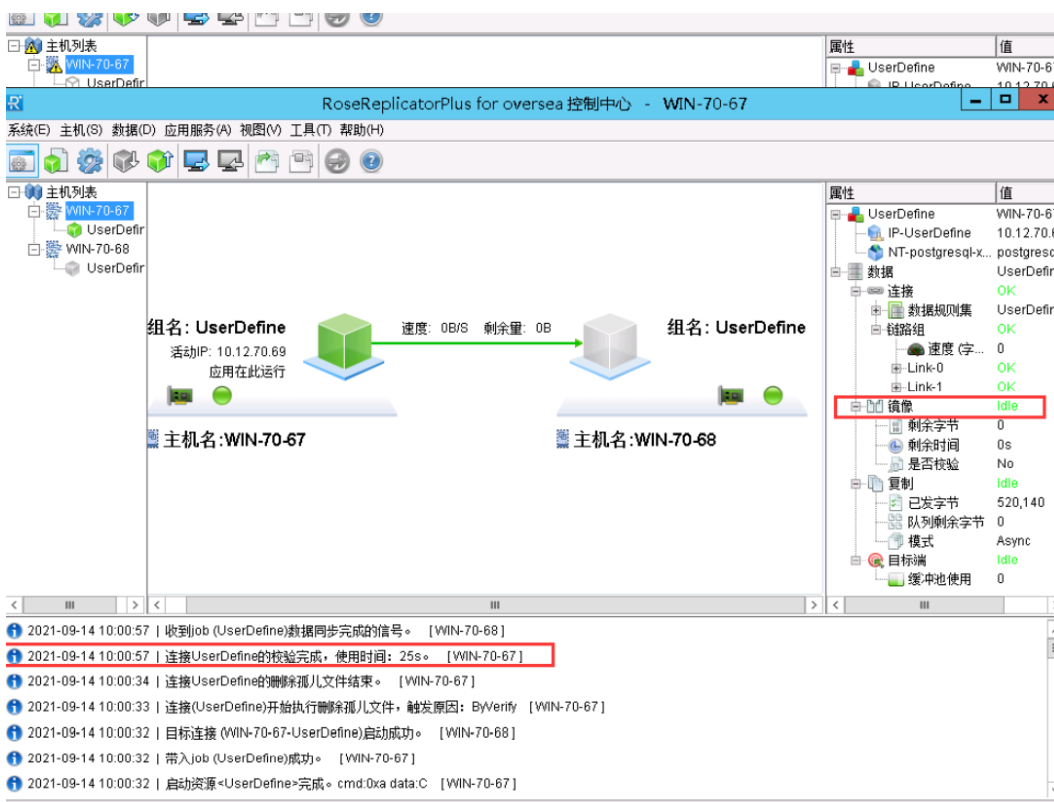 主机列表
WIN-70-67
UserDefir
属性 值
UserDefine WIN-70-67
IP-UserDefine 10.12.70.6
RoseReplicatorPlus for oversea 控制中心 - WIN-70-67
系统(E) 主机(S) 数据(D) 应用服务(A) 视图(V) 工具(T) 帮助(H)
主机列表
WIN-70-67
UserDefir
WIN-70-68
UserDefir
组名: UserDefine
活动IP: 10.12.70.69
应用在此运行
速度: 0B/S 剩余量: 0B
组名: UserDefine
主机名:WIN-70-67
主机名:WIN-70-68
属性 值
UserDefine WIN-70-67
IP-UserDefine 10.12.70.6
NT-postgresql-x... postgresq
数据 UserDefir
连接 OK
数据规则集 UserDefir
链路组 OK
速度 (字... 0
Link-0 OK
Link-1 OK
镜像 Idle
剩余字节 0
剩余时间 0s
是否校验 No
复制 Idle
已发字节 520,140
队列剩余字节 0
模式 Async
目标端 Idle
缓冲池使用 0
2021-09-14 10:00:57 | 收到job (UserDefine)数据同步完成的信号。 [WIN-70-68]
2021-09-14 10:00:57 | 连接UserDefine的校验完成，使用时间：25s。 [WIN-70-67]
2021-09-14 10:00:34 | 连接UserDefine的删除孤儿文件结束。 [WIN-70-67]
2021-09-14 10:00:33 | 连接(UserDefine)开始执行删除孤儿文件，触发原因：ByVerify [WIN-70-67]
2021-09-14 10:00:32 | 目标连接 (WIN-70-67-UserDefine)启动成功。 [WIN-70-68]
2021-09-14 10:00:32 | 带入job (UserDefine)成功。 [WIN-70-67]
2021-09-14 10:00:32 | 启动资源<UserDefine>完成。cmd:0xa data:C [WIN-70-67]